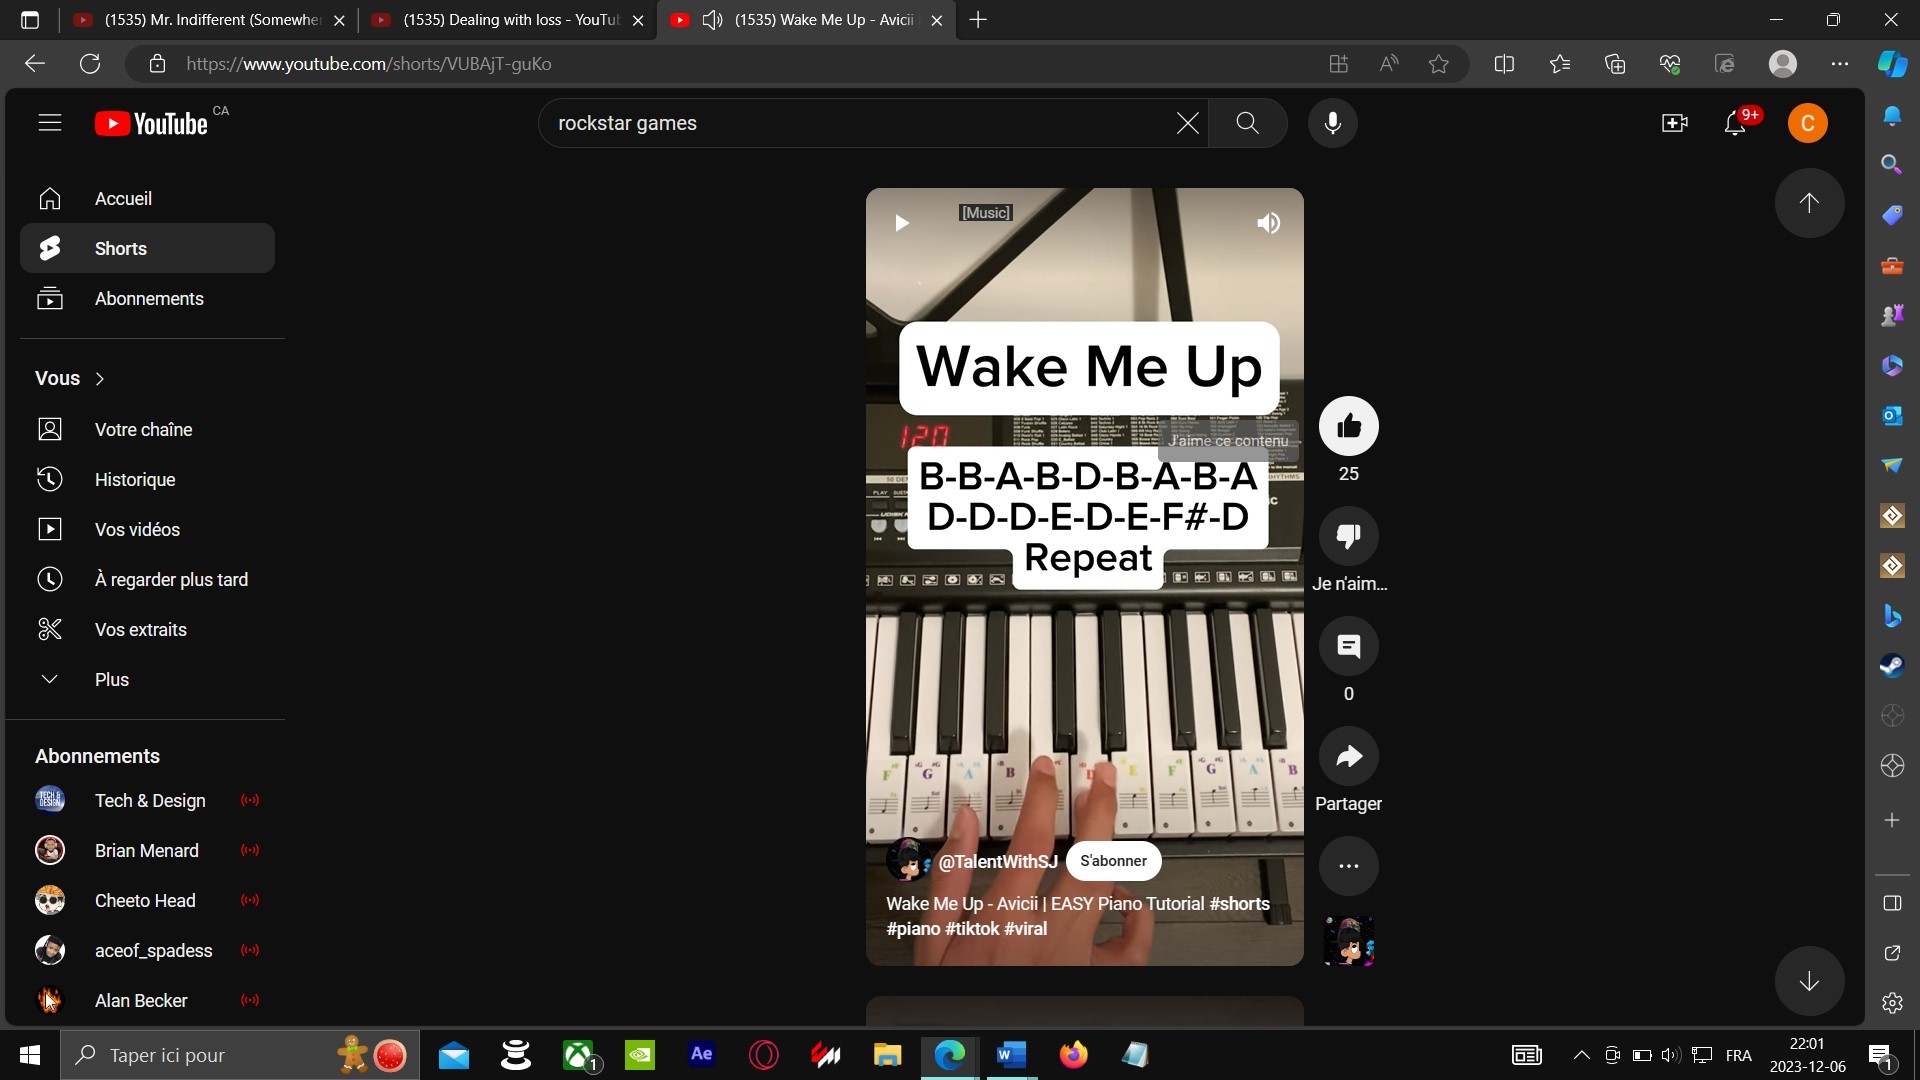 (1535) Mr. Indifferent (Somewhe
(1535) Dealing with loss - YouTu
(1535) Wake Me Up - Avicii
https://www.youtube.com/shorts/VUBAjT-guKo
YouTube CA
rockstar games
9+
C
Accueil
Shorts
Abonnements
Vous
Votre chaîne
Historique
Vos vidéos
À regarder plus tard
Vos extraits
Plus
Abonnements
Tech & Design
Brian Menard
Cheeto Head
aceof_spadess
Alan Becker
[Music]
Wake Me Up
120
J'aime ce contenu
B-B-A-B-D-B-A-B-A
D-D-D-E-D-E-F#-D
Repeat
F G A B D E F G A B
@TalentWithSJ
S'abonner
Wake Me Up - Avicii | EASY Piano Tutorial #shorts
#piano #tiktok #viral
25
Je n'aim...
0
Partager
Taper ici pour
1
Ae
W
FRA
22:01
2023-12-06
1